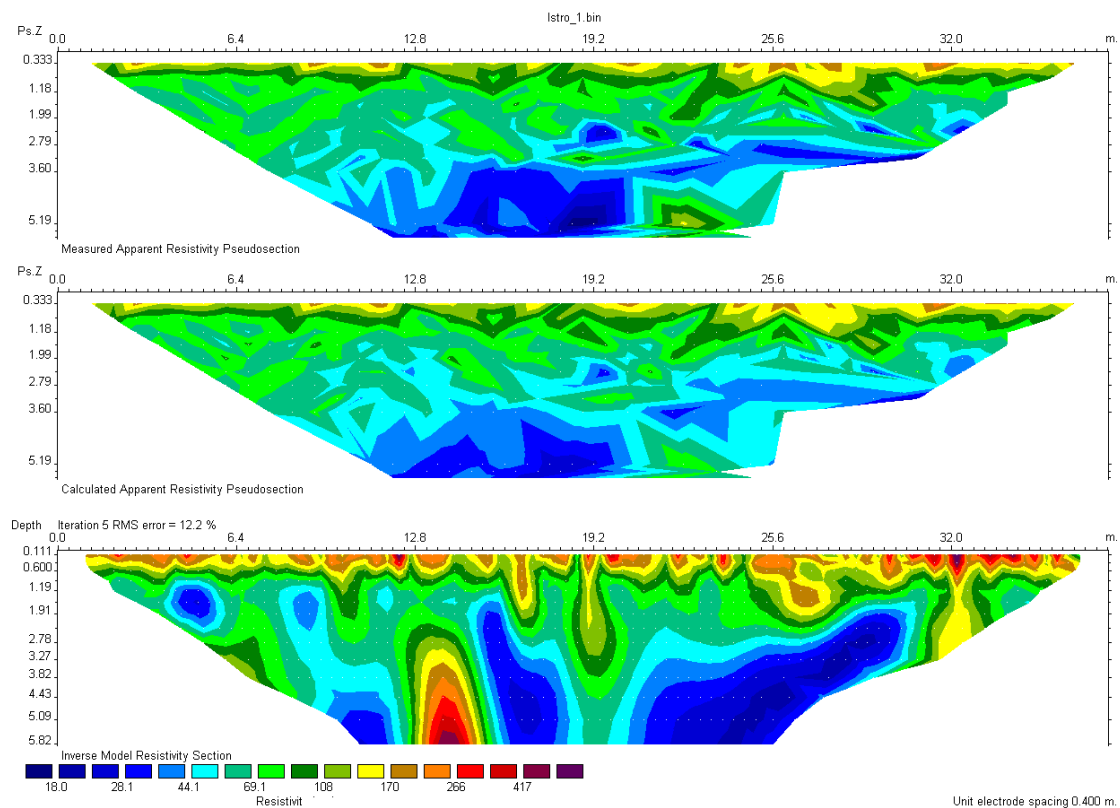 Istro_1.bin
Ps.Z 0.0 6.4 12.8 19.2 25.6 32.0 m.
0.333
1.18
1.99
2.79
3.60
5.19
Measured Apparent Resistivity Pseudosection
Ps.Z 0.0 6.4 12.8 19.2 25.6 32.0 m.
0.333
1.18
1.99
2.79
3.60
5.19
Calculated Apparent Resistivity Pseudosection
Depth Iteration 5 RMS error = 12.2 %
0.0 6.4 12.8 19.2 25.6 32.0 m.
0.111
0.600
1.19
1.91
2.78
3.27
3.82
4.43
5.09
5.82
Inverse Model Resistivity Section
18.0 28.1 44.1 69.1 108 170 266 417
Resistivit
Unit electrode spacing 0.400 m.